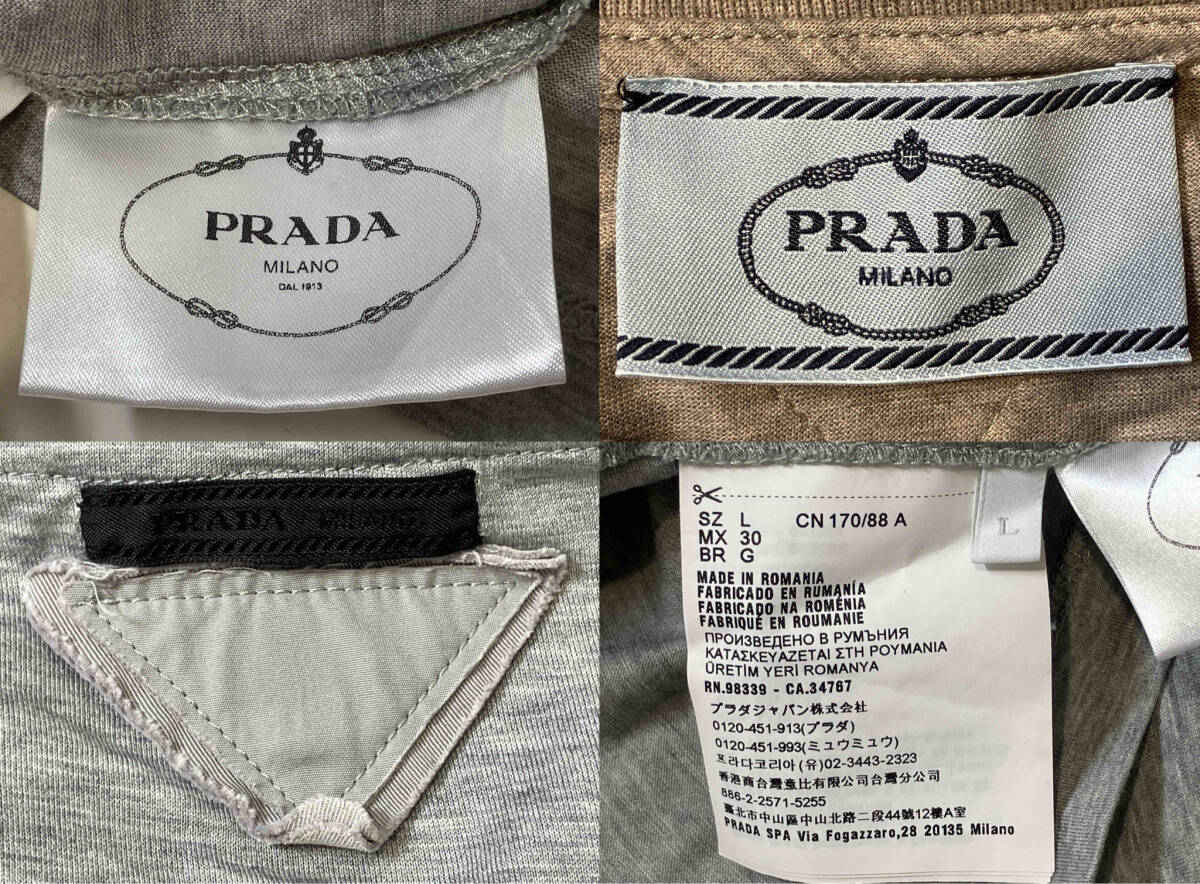 PRADA
MILANO
DAL 1913
PRADA
MILANO
PRADA MILANO
SZ L CN 170/88 A
MX 30
BR G
MADE IN ROMANIA
FABRICADO EN RUMANÍA
FABRICADO NA ROMÉNIA
FABRIQUÉ EN ROUMANIE
ПРОИЗВЕДЕНО В РУМЪНИЯ
ΚΑΤΑΣΚΕΥΑΖΕΤΑΙ ΣΤΗ ΡΟΥΜΑΝΙΑ
ÜRETİM YERİ ROMANYA
RN.98339 - CA.34767
プラダジャパン株式会社
0120-451-913(プラダ)
0120-451-993(ミュウミュウ)
프라다코리아 (유)02-3443-2323
香港商台灣意比有限公司台灣分公司
886-2-2571-5255
臺北市中山區中山北路二段44號12樓A室
PRADA SPA Via Fogazzaro,28 20135 Milano
L